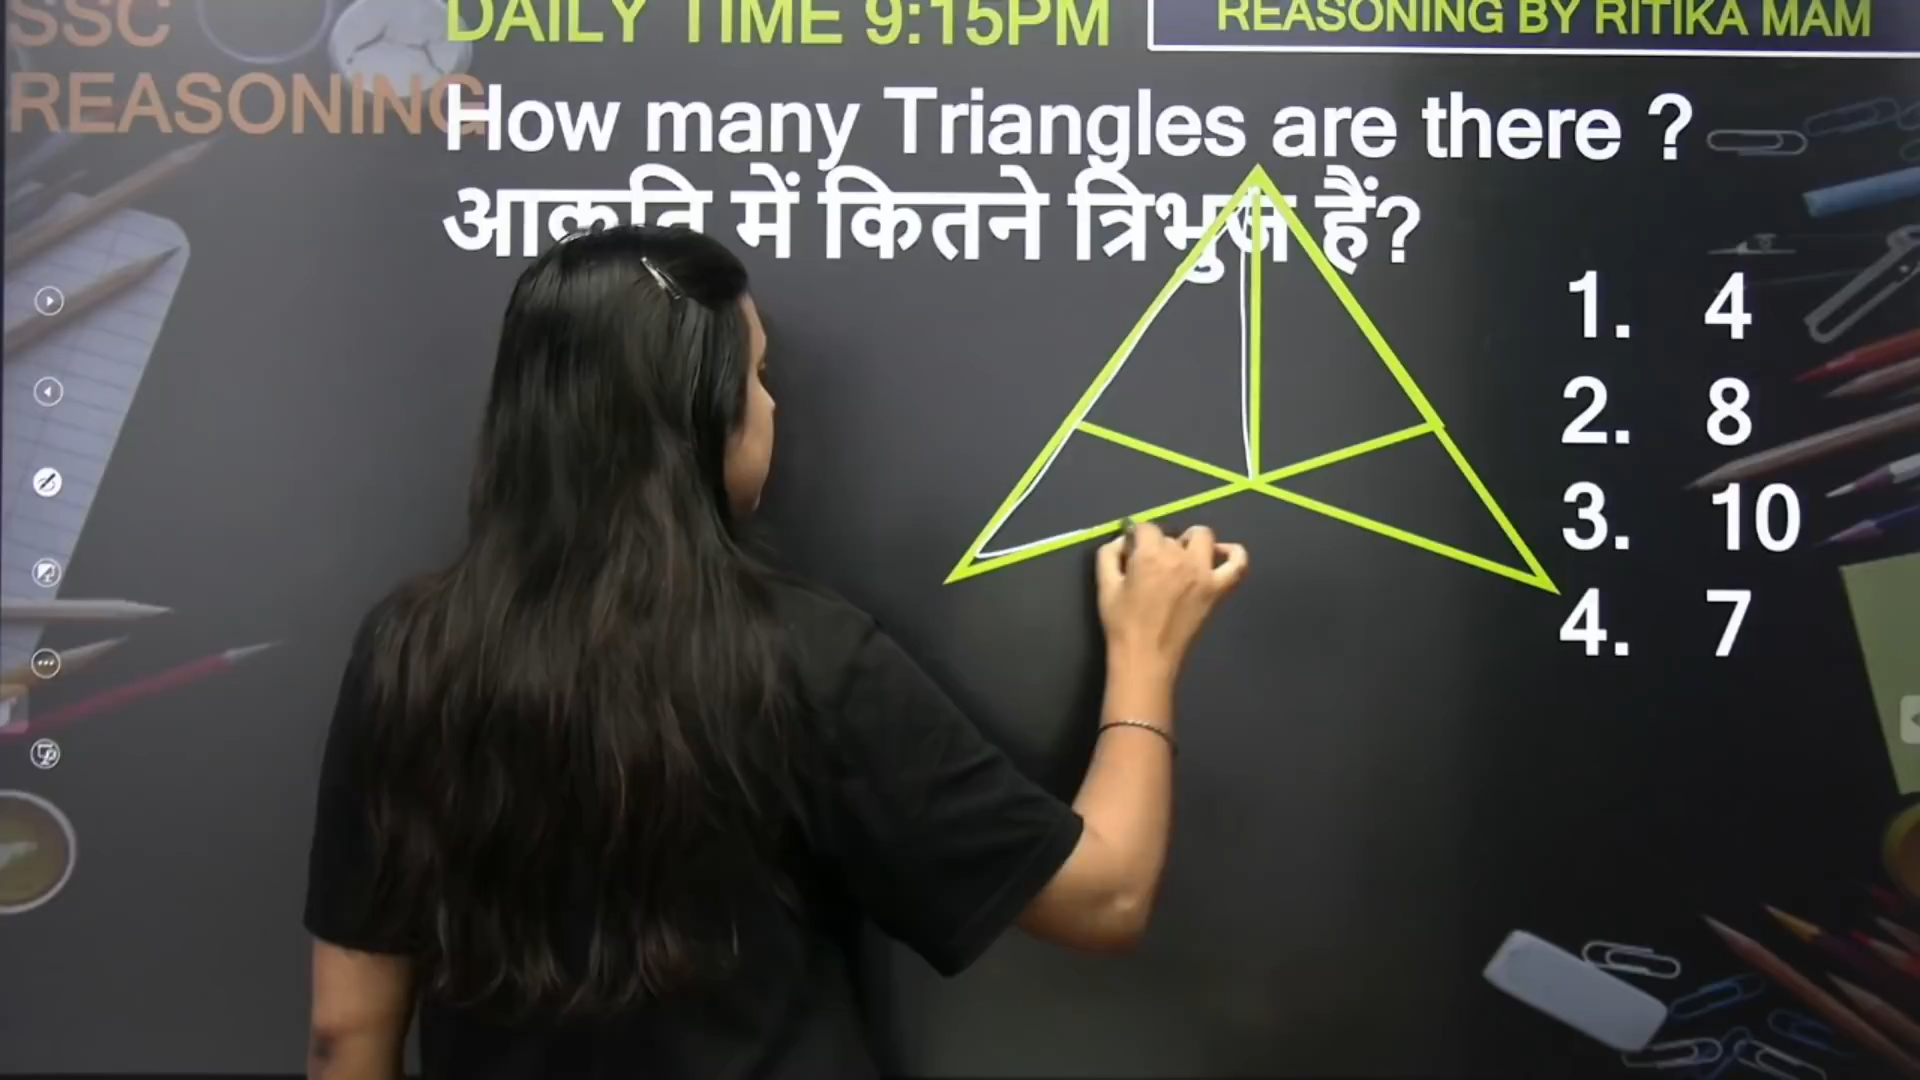 SSC
REASONING
DAILY TIME 9:15PM
REASONING BY RITIKA MAM
How many Triangles are there ?
आकृति में कितने त्रिभुज हैं?
1. 4
2. 8
3. 10
4. 7